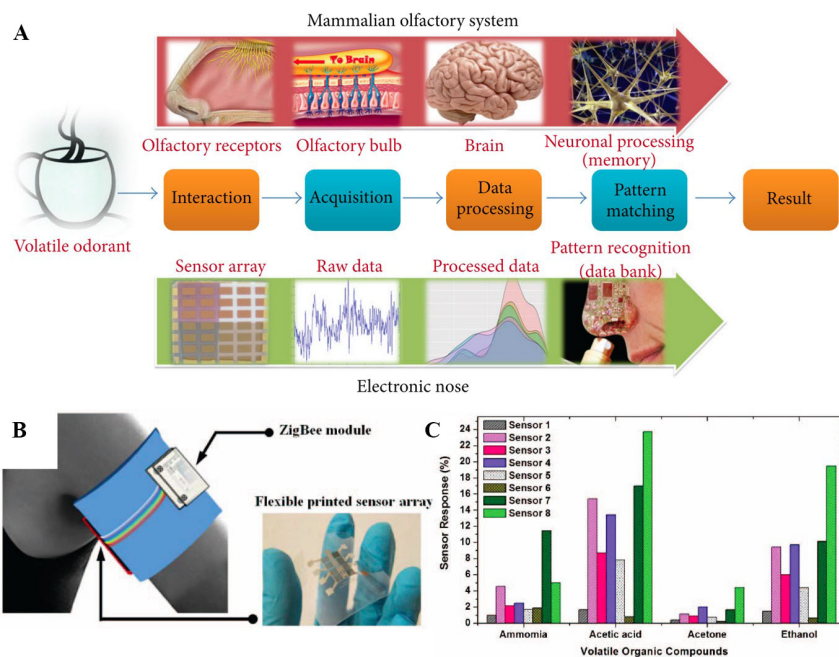 A
Mammalian olfactory system
To Brain
Olfactory receptors
Olfactory bulb
Brain
Neuronal processing
(memory)
Interaction
Acquisition
Data
processing
Pattern
matching
Result
Volatile odorant
Sensor array
Raw data
Processed data
Pattern recognition
(data bank)
Electronic nose
B
ZigBee module
Flexible printed sensor array
C
Sensor Response (%)
24
22
20
18
16
14
12
10
8
6
4
2
0
Sensor 1
Sensor 2
Sensor 3
Sensor 4
Sensor 5
Sensor 6
Sensor 7
Sensor 8
Ammomia
Acetic acid
Acetone
Ethanol
Volatile Organic Compounds